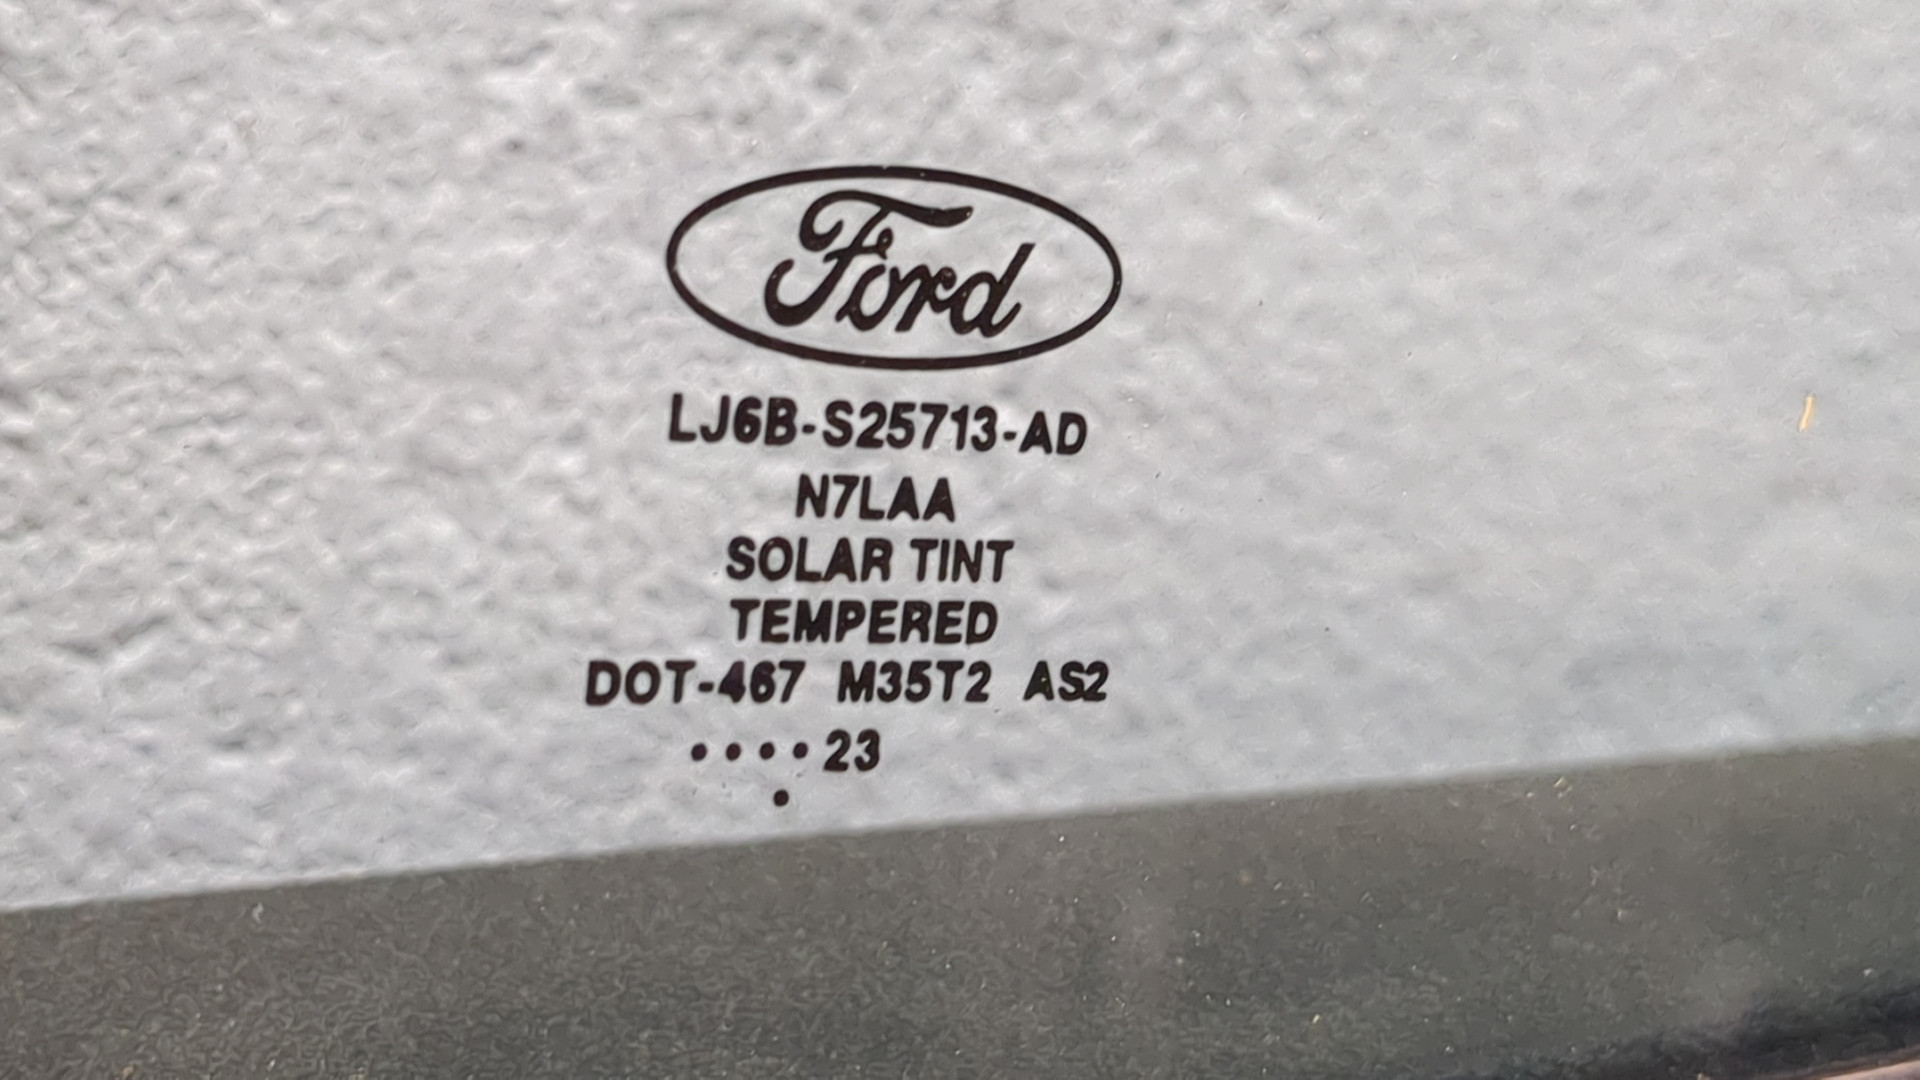 Ford
LJ6B-S25713-AD
N7LAA
SOLAR TINT
TEMPERED
DOT-467 M35T2 AS2
••••23
•